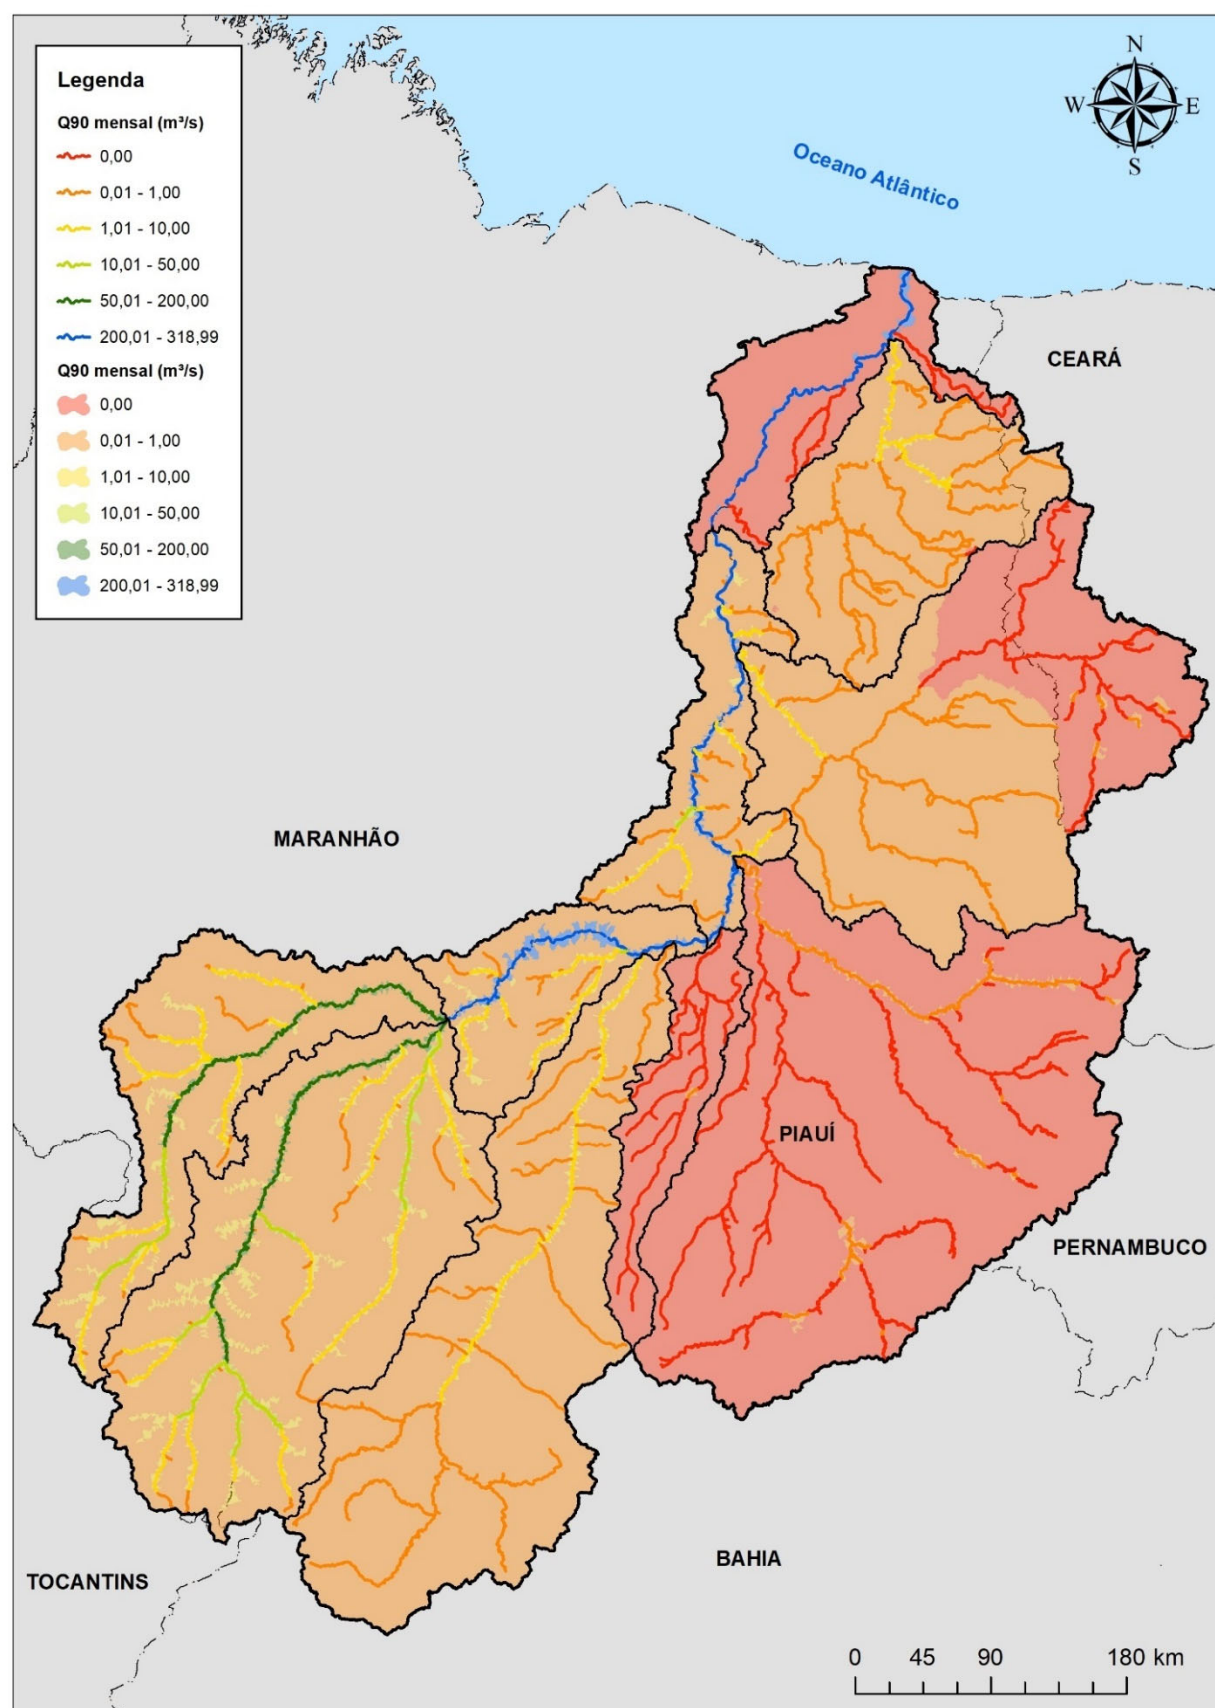 Legenda
Q90 mensal (m³/s)
0,00
0,01 - 1,00
1,01 - 10,00
10,01 - 50,00
50,01 - 200,00
200,01 - 318,99
Q90 mensal (m³/s)
0,00
0,01 - 1,00
1,01 - 10,00
10,01 - 50,00
50,01 - 200,00
200,01 - 318,99
N
W
E
S
Oceano Atlântico
CEARÁ
MARANHÃO
PIAUÍ
PERNAMBUCO
BAHIA
TOCANTINS
0 45 90 180 km